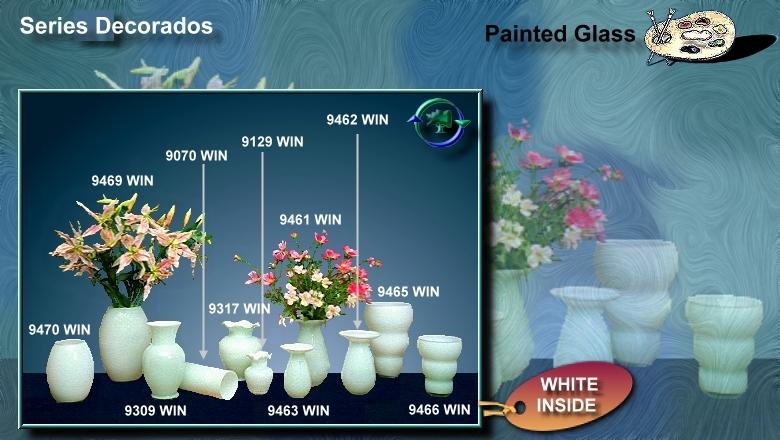 Series Decorados
Painted Glass
9462 WIN
9129 WIN
9070 WIN
9469 WIN
9461 WIN
9465 WIN
9317 WIN
9470 WIN
9309 WIN
9463 WIN
9466 WIN
WHITE
INSIDE